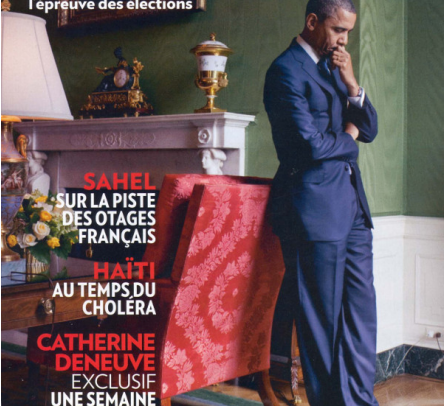 l'épreuve des élections
SAHEL
SUR LA PISTE
DES OTAGES
FRANÇAIS
HAÏTI
AU TEMPS DU
CHOLÉRA
CATHERINE
DENEUVE
EXCLUSIF
UNE SEMAINE